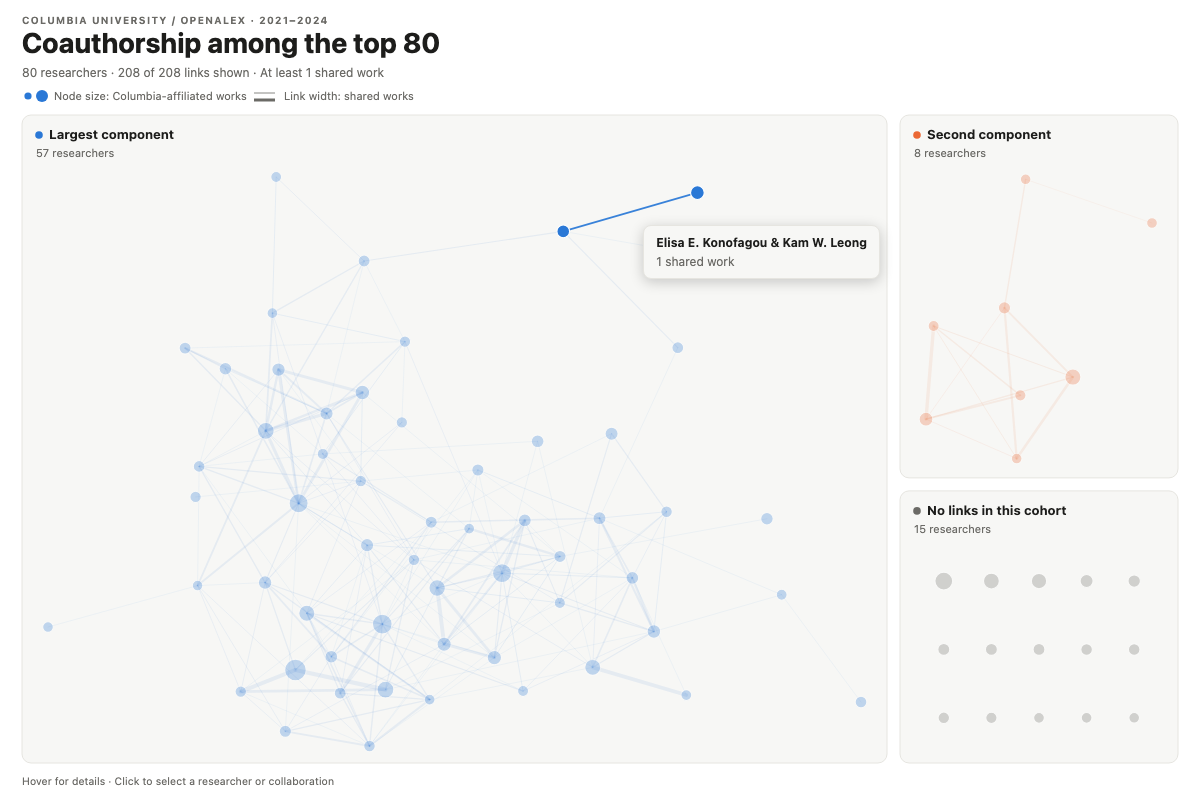 COLUMBIA UNIVERSITY / OPENALEX · 2021–2024
Coauthorship among the top 80
80 researchers · 208 of 208 links shown · At least 1 shared work
Node size: Columbia-affiliated works
Link width: shared works
Largest component
57 researchers
Elisa E. Konofagou & Kam W. Leong
1 shared work
Second component
8 researchers
No links in this cohort
15 researchers
Hover for details · Click to select a researcher or collaboration